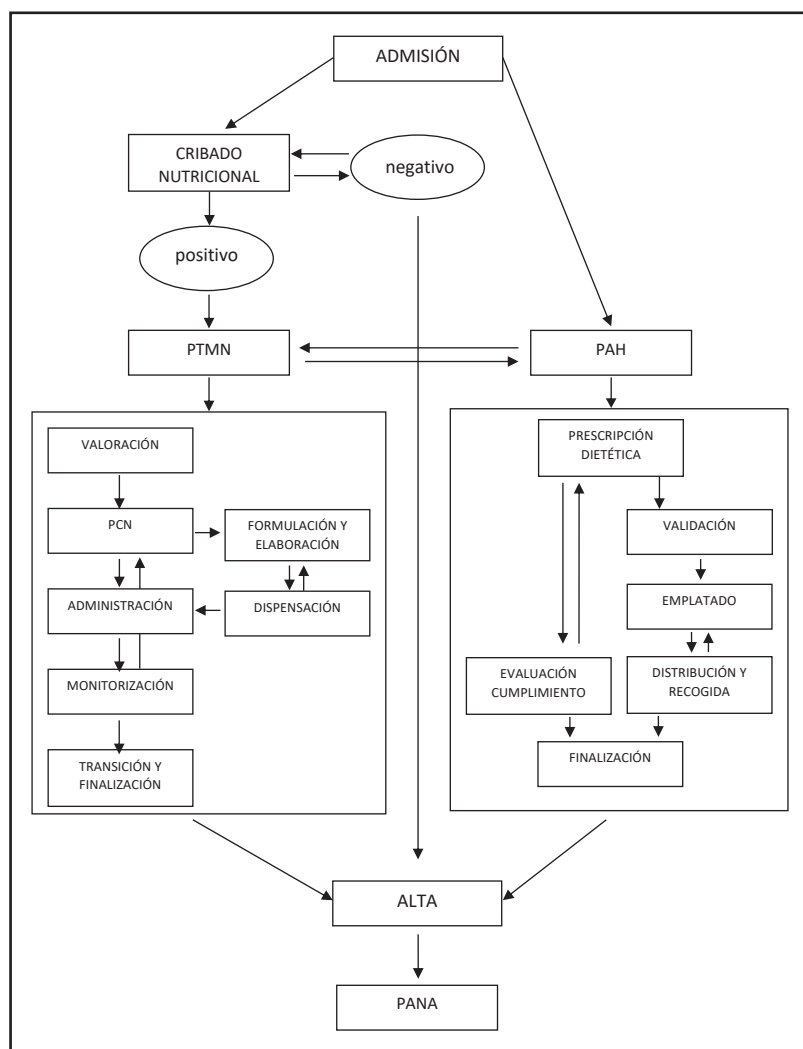 ADMISIÓN
CRIBADO
NUTRICIONAL
negativo
positivo
PTMN
PAH
VALORACIÓN
PCN
FORMULACIÓN Y
ELABORACIÓN
ADMINISTRACIÓN
DISPENSACIÓN
MONITORIZACIÓN
TRANSICIÓN Y
FINALIZACIÓN
PRESCRIPCIÓN
DIETÉTICA
VALIDACIÓN
EMPLATADO
EVALUACIÓN
CUMPLIMIENTO
DISTRIBUCIÓN Y
RECOGIDA
FINALIZACIÓN
ALTA
PANA